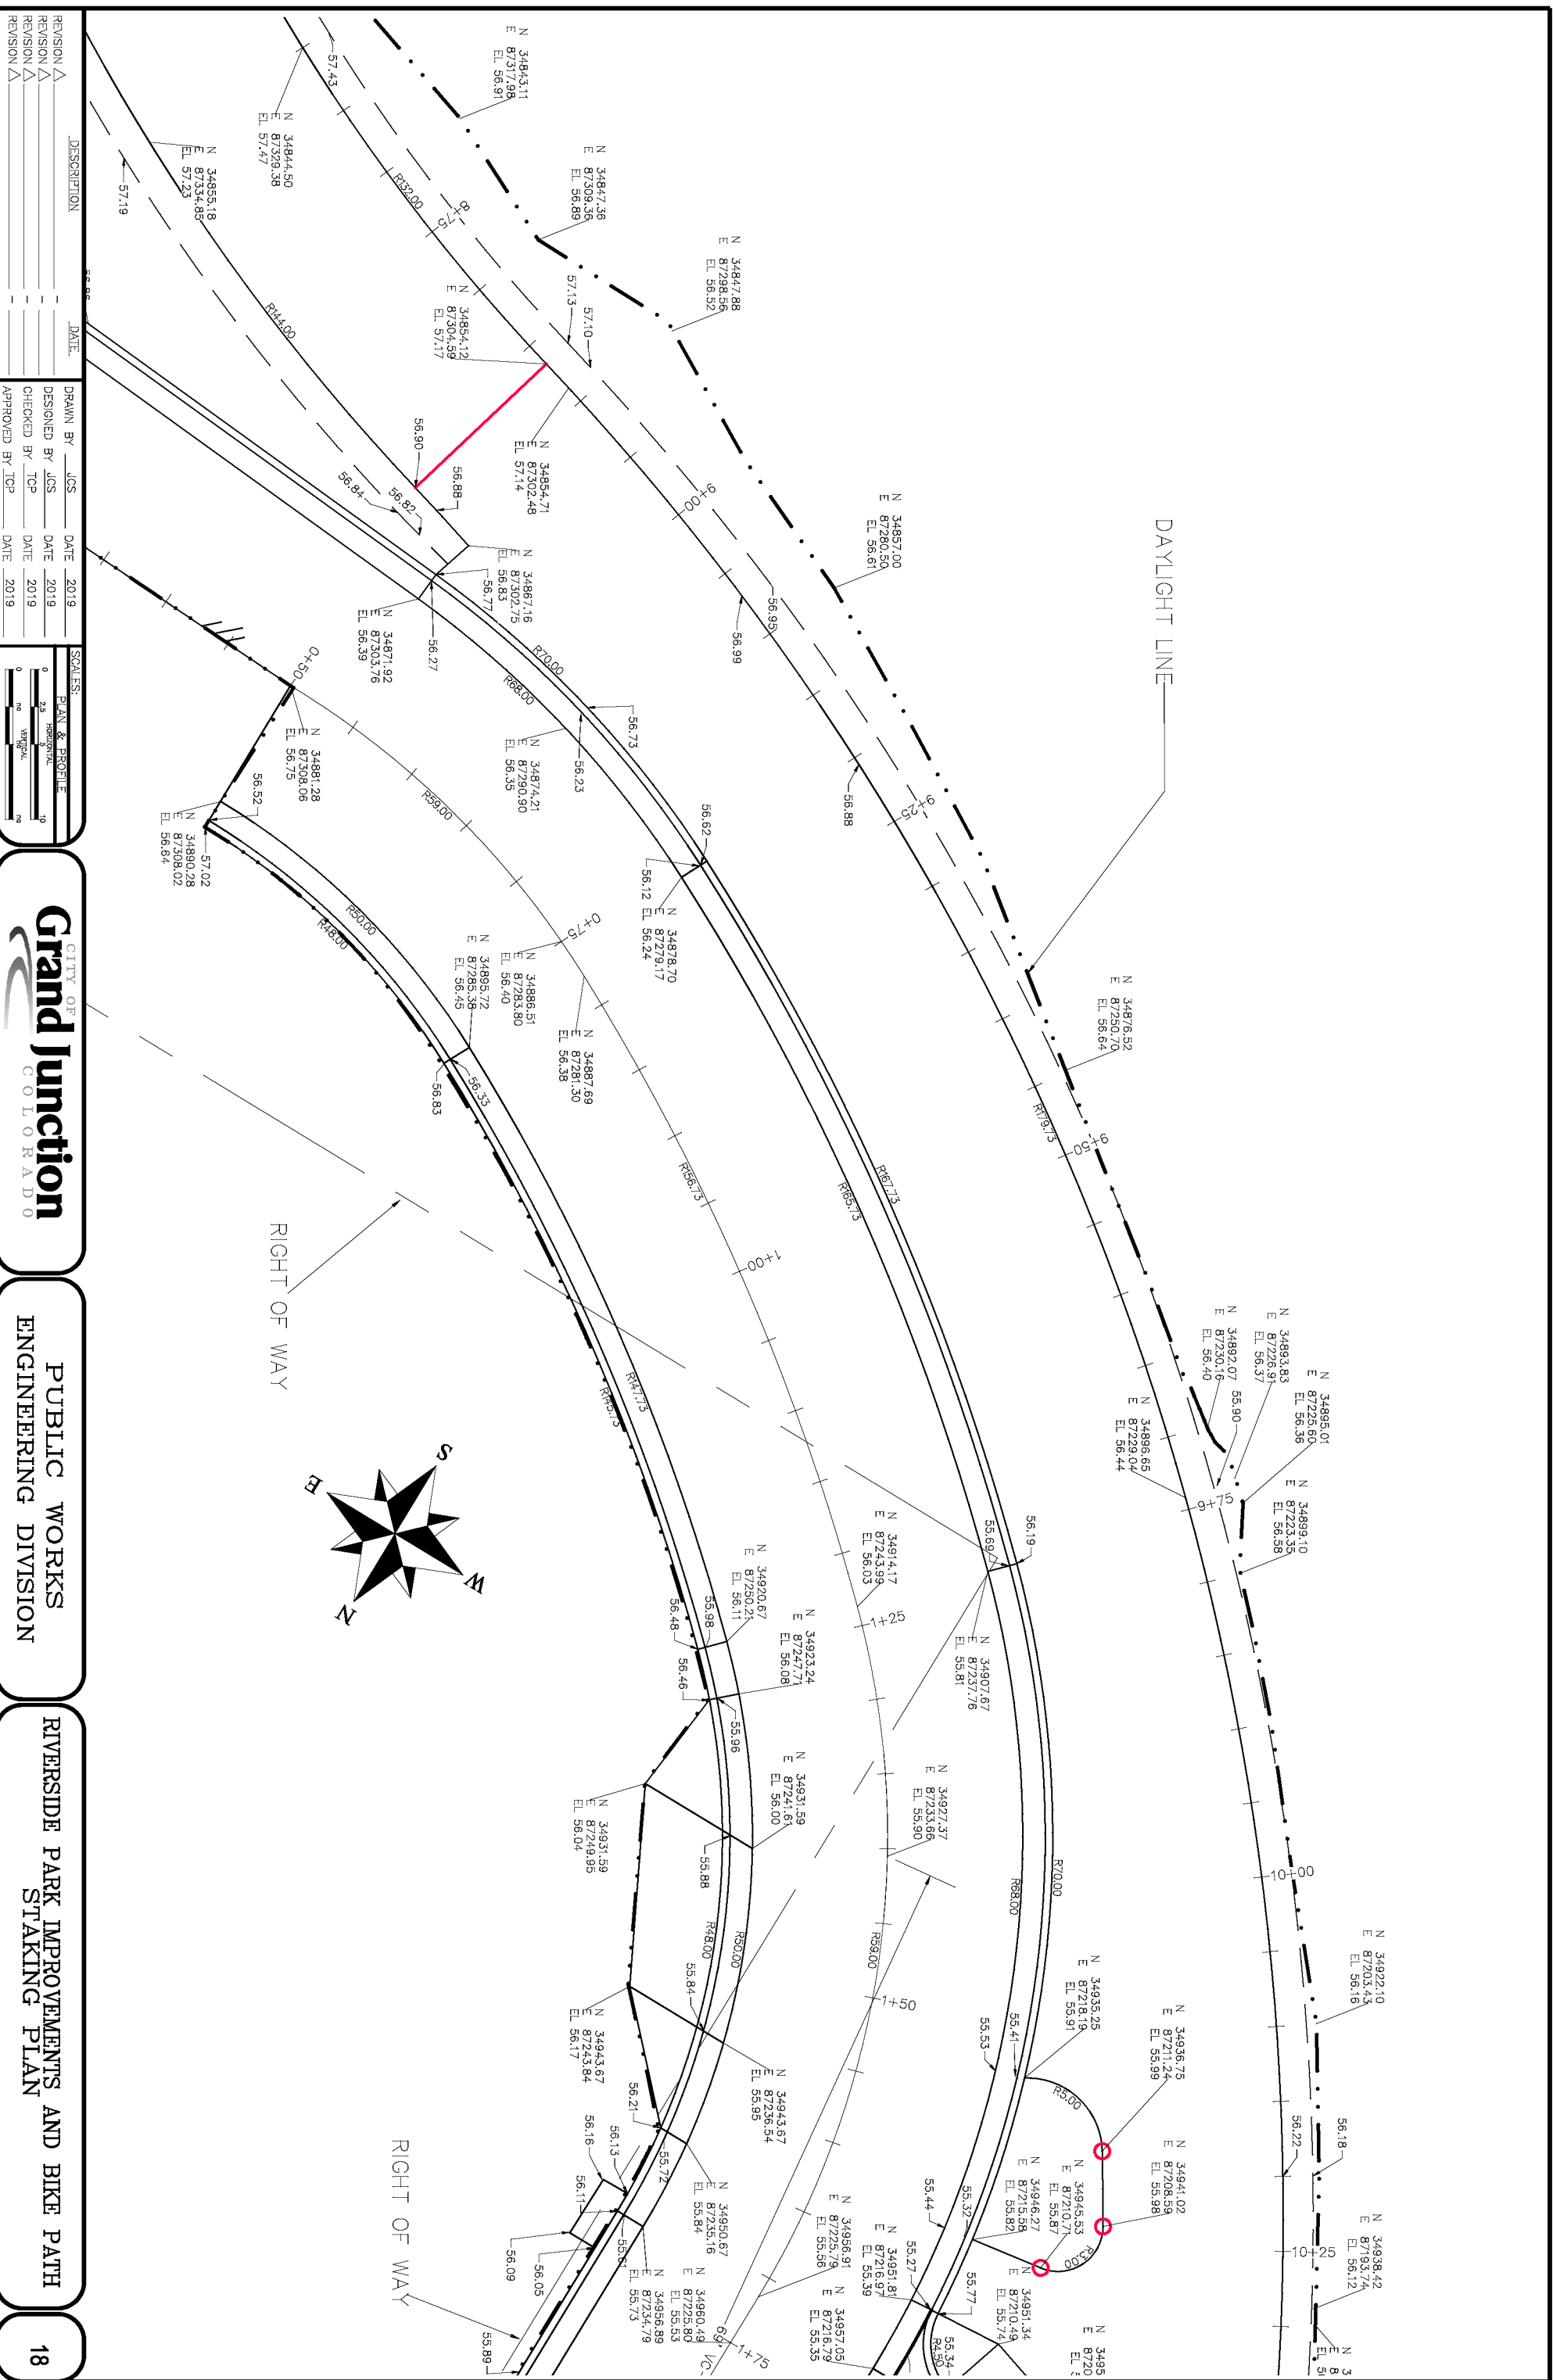 DAYLIGHT LINE
N 34843.11
E 87317.98
EL 56.91
N 34847.36
E 87309.36
EL 56.89
N 34847.88
E 87298.56
EL 56.52
N 34857.00
E 87280.50
EL 56.61
N 34876.52
E 87250.70
EL 56.64
N 34892.07
E 87230.16
EL 56.40
55.90
N 34893.83
E 87226.91
EL 56.37
N 34895.01
E 87225.60
EL 56.36
N 34899.10
E 87223.35
EL 56.58
N 34922.10
E 87203.43
EL 56.16
N 34938.42
E 87193.74
EL 56.12
56.18
56.22
57.43
N 34844.50
E 87329.38
EL 57.47
R132.00
8+75
57.13
57.10
N 34854.12
E 87304.59
EL 57.17
N 34854.71
E 87302.48
EL 57.14
9+00
56.95
56.99
56.88
9+25
R179.73
9+50
N 34896.65
E 87229.04
EL 56.44
9+75
10+00
10+25
57.19
N 34855.18
E 87334.85
EL 57.23
R144.00
56.90
56.88
56.84
56.82
N 34867.16
E 87302.75
EL 56.83
56.77
56.27
N 34871.92
E 87303.76
EL 56.39
R70.00
R68.00
56.73
56.23
N 34874.21
E 87290.90
EL 56.35
56.62
56.12
N 34878.70
E 87279.17
EL 56.24
R167.73
R165.73
56.19
55.69
N 34907.67
E 87237.76
EL 55.81
R70.00
R68.00
55.53
55.41
N 34935.25
E 87218.19
EL 55.91
R5.00
N 34936.75
E 87211.24
EL 55.99
N 34941.02
E 87208.59
EL 55.98
R3.00
N 34945.53
E 87210.71
EL 55.87
N 34946.27
E 87215.58
EL 55.82
55.44
55.32
55.27
55.77
N 34951.34
E 87210.49
EL 55.74
N 34951.81
E 87216.97
EL 55.39
55.34
R4.50
N 34957.05
E 87216.79
EL 55.35
0+50
N 34881.28
E 87308.06
EL 56.75
R59.00
0+75
N 34886.51
E 87283.80
EL 56.40
N 34887.69
E 87281.30
EL 56.38
R156.73
1+00
N 34914.17
E 87243.99
EL 56.03
1+25
N 34927.37
E 87233.66
EL 55.90
R59.00
1+50
N 34956.91
E 87225.79
EL 55.56
N 34960.49
E 87225.80
EL 55.53
1+75
56.52
57.02
N 34890.28
E 87308.02
EL 56.64
R50.00
R48.00
N 34895.72
E 87285.38
EL 56.45
56.33
56.83
R147.73
R145.73
N 34920.67
E 87250.21
EL 56.11
55.98
56.48
N 34923.24
E 87247.71
EL 56.08
55.96
56.46
N 34931.59
E 87241.61
EL 56.00
55.88
N 34931.59
E 87249.95
EL 56.04
R50.00
R48.00
55.84
N 34943.67
E 87236.54
EL 55.95
N 34943.67
E 87243.84
EL 56.17
56.21
55.72
N 34950.67
E 87235.16
EL 55.84
56.16
56.13
56.11
55.61
N 34956.89
E 87234.79
EL 55.73
56.09
56.05
55.89
RIGHT OF WAY
RIGHT OF WAY
S
E
W
N
DESCRIPTION DATE
REVISION
REVISION
REVISION
REVISION
DRAWN BY JCS DATE 2019
DESIGNED BY JCS DATE 2019
CHECKED BY TCP DATE 2019
APPROVED BY TCP DATE 2019
SCALES:
PLAN & PROFILE
0 2.5 5 10
HORIZONTAL
0 na na na
VERTICAL
CITY OF
Grand Junction
COLORADO
PUBLIC WORKS
ENGINEERING DIVISION
RIVERSIDE PARK IMPROVEMENTS AND BIKE PATH
STAKING PLAN
18